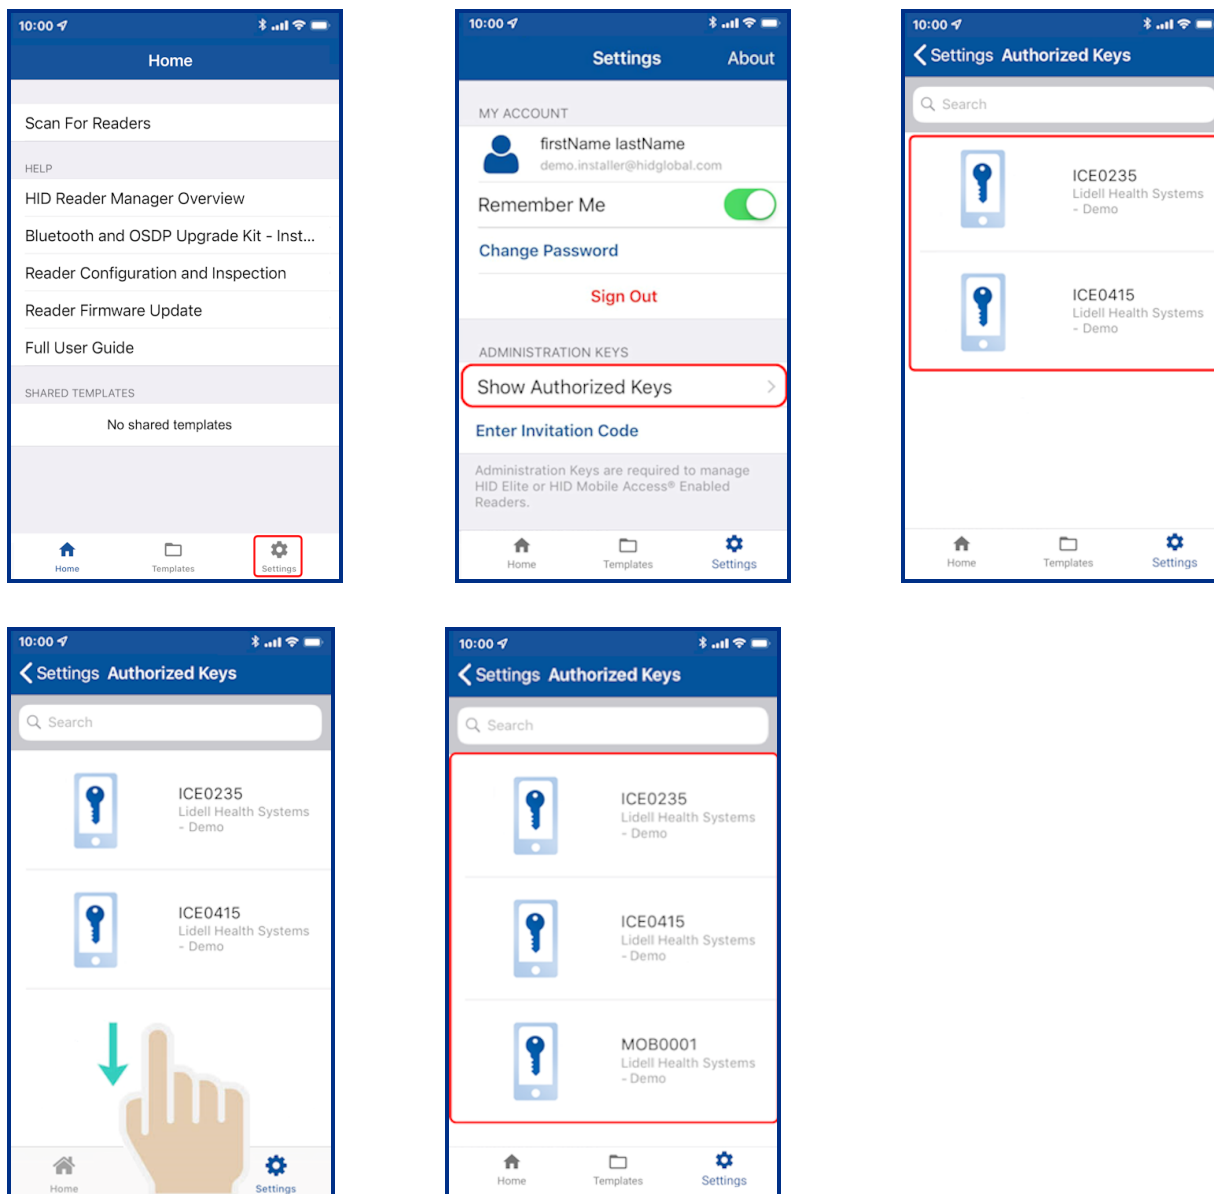 10:00
Home
Scan For Readers
HELP
HID Reader Manager Overview
Bluetooth and OSDP Upgrade Kit - Inst...
Reader Configuration and Inspection
Reader Firmware Update
Full User Guide
SHARED TEMPLATES
No shared templates
Home Templates Settings
10:00
Settings About
MY ACCOUNT
firstName lastName
demo.installer@hidglobal.com
Remember Me
Change Password
Sign Out
ADMINISTRATION KEYS
Show Authorized Keys
Enter Invitation Code
Administration Keys are required to manage
HID Elite or HID Mobile Access® Enabled
Readers.
Home Templates Settings
10:00
Settings Authorized Keys
Search
ICE0235
Lidell Health Systems
- Demo
ICE0415
Lidell Health Systems
- Demo
Home Templates Settings
10:00
Settings Authorized Keys
Search
ICE0235
Lidell Health Systems
- Demo
ICE0415
Lidell Health Systems
- Demo
Home Settings
10:00
Settings Authorized Keys
Search
ICE0235
Lidell Health Systems
- Demo
ICE0415
Lidell Health Systems
- Demo
MOB0001
Lidell Health Systems
- Demo
Home Templates Settings